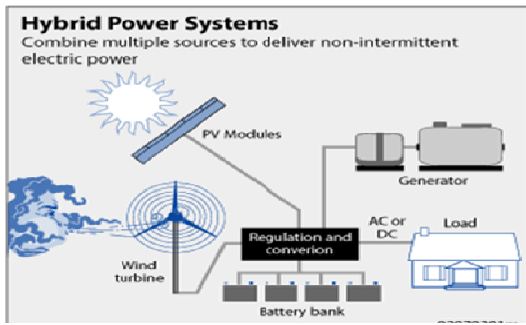 Hybrid Power Systems
Combine multiple sources to deliver non-intermittent
electric power
PV Modules
Generator
AC or
DC
Load
Regulation and
converion
Wind
turbine
Battery bank